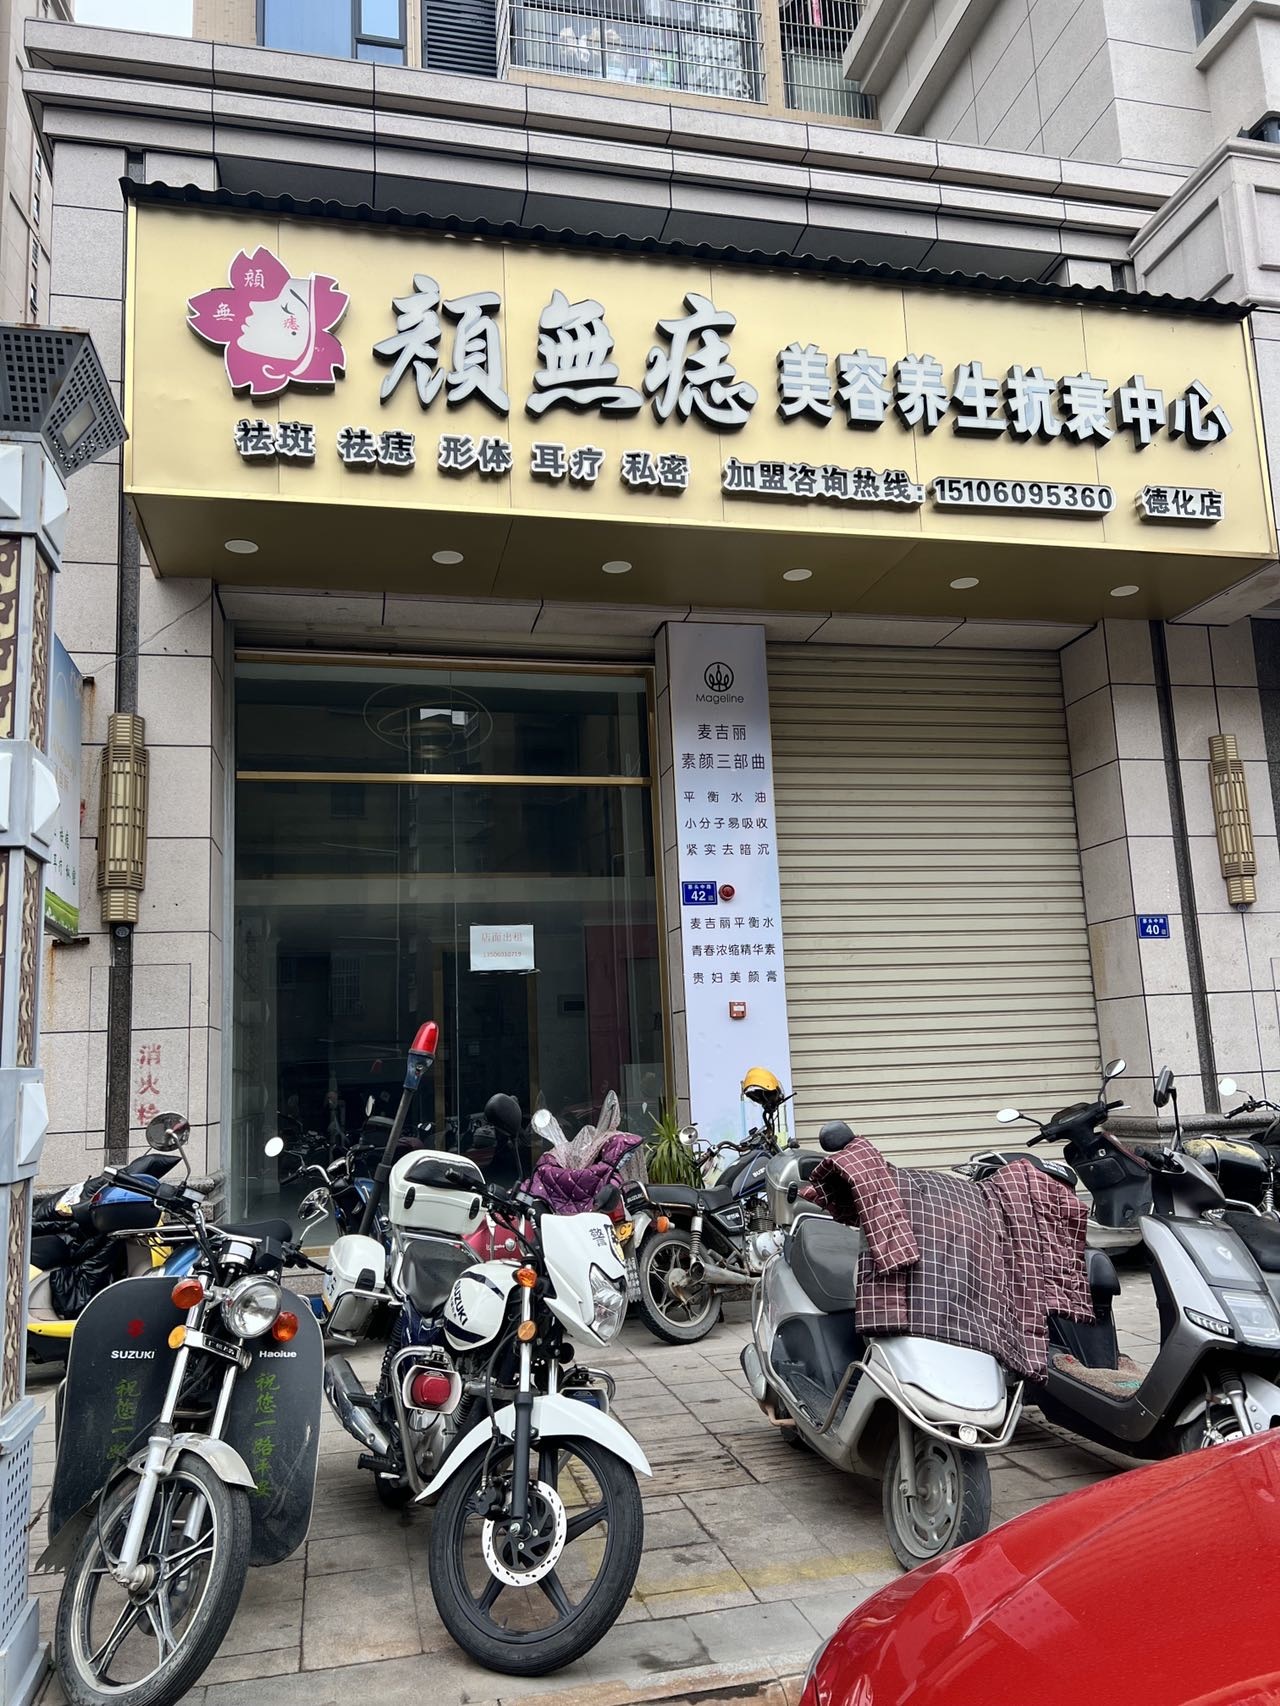 顔
無
痣
顔無痣 美容养生抗衰中心
祛斑 祛痣 形体 耳疗 私密 加盟咨询热线：15106095360 德化店
Mageline
麦吉丽
素颜三部曲
平衡水油
小分子易吸收
紧实去暗沉
42
麦吉丽平衡水
青春浓缩精华素
贵妇美颜膏
40
店面出租
消火栓
警
SUZUKI
SUZUKI
Haojue
祝您一路
祝您一路平安